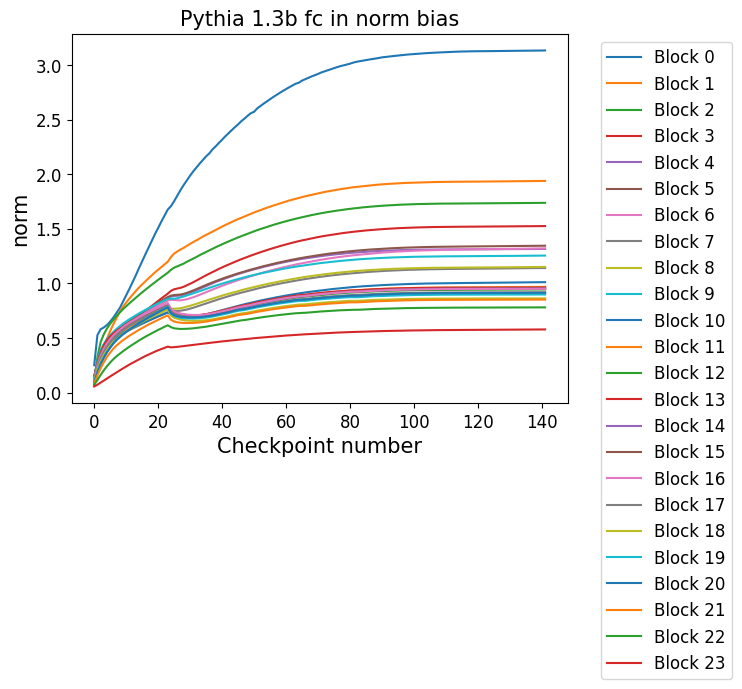 Pythia 1.3b fc in norm bias
norm
3.0
2.5
2.0
1.5
1.0
0.5
0.0
0 20 40 60 80 100 120 140
Checkpoint number
Block 0
Block 1
Block 2
Block 3
Block 4
Block 5
Block 6
Block 7
Block 8
Block 9
Block 10
Block 11
Block 12
Block 13
Block 14
Block 15
Block 16
Block 17
Block 18
Block 19
Block 20
Block 21
Block 22
Block 23